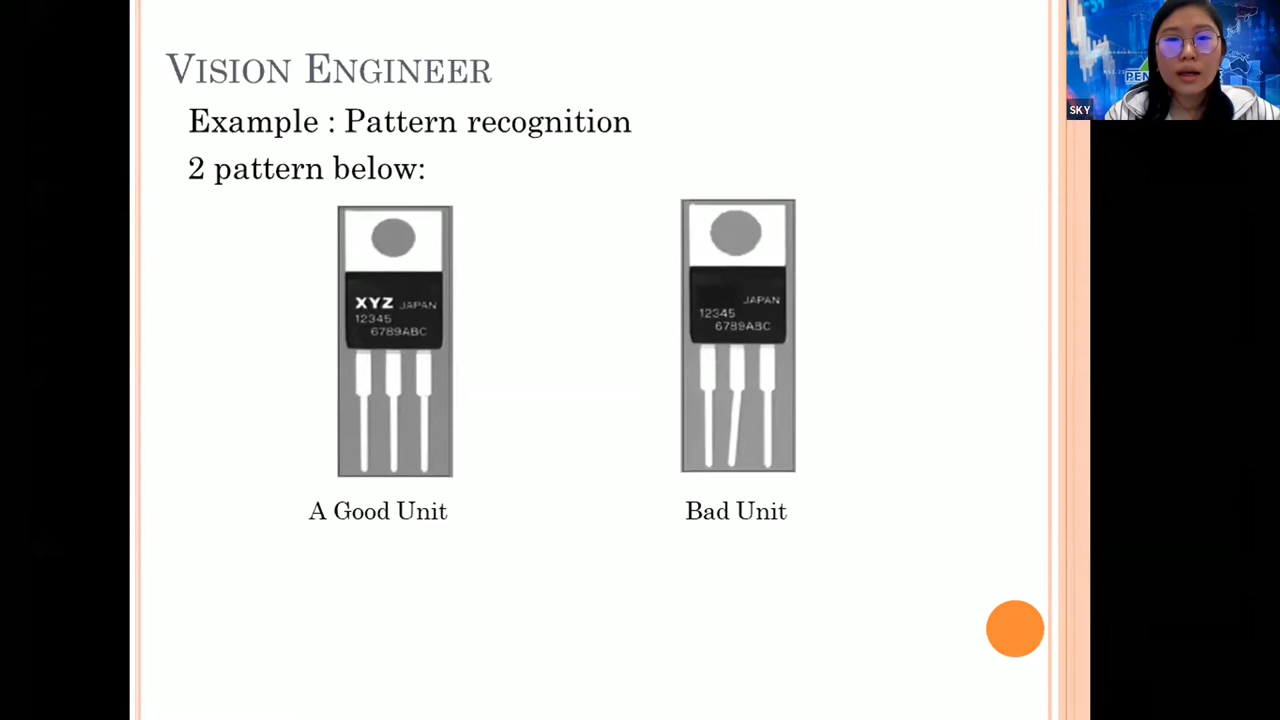 VISION ENGINEER
Example : Pattern recognition
2 pattern below:
XYZ JAPAN
12345
6789ABC
JAPAN
12345
6789ABC
A Good Unit
Bad Unit
PEN
SKY